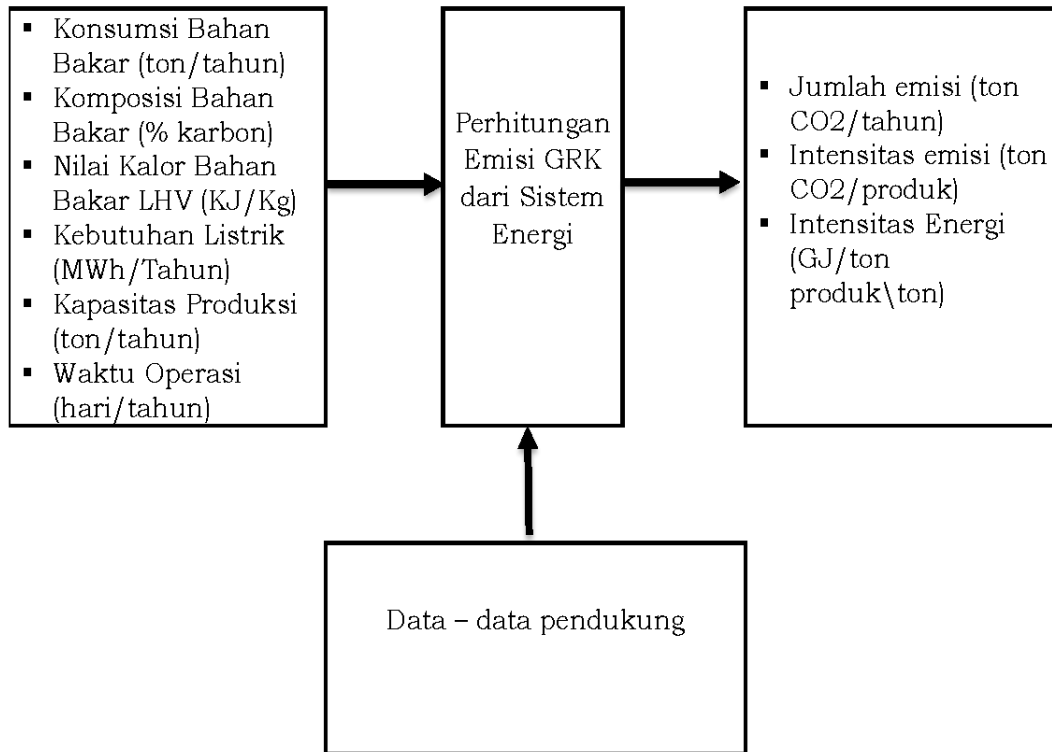 ▪ Konsumsi Bahan
Bakar (ton/tahun)
▪ Komposisi Bahan
Bakar (% karbon)
▪ Nilai Kalor Bahan
Bakar LHV (KJ/Kg)
▪ Kebutuhan Listrik
(MWh/Tahun)
▪ Kapasitas Produksi
(ton/tahun)
▪ Waktu Operasi
(hari/tahun)
Perhitungan
Emisi GRK
dari Sistem
Energi
▪ Jumlah emisi (ton
CO2/tahun)
▪ Intensitas emisi (ton
CO2/produk)
▪ Intensitas Energi
(GJ/ton
produk\ton)
Data – data pendukung